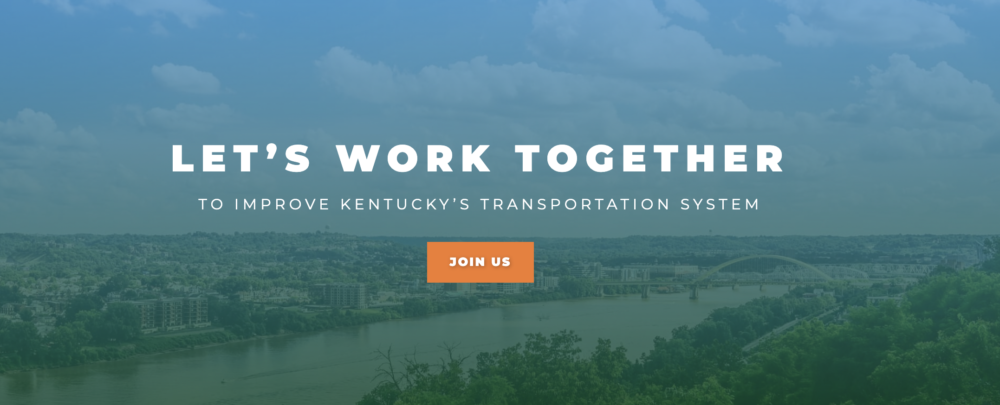 LET’S WORK TOGETHER
TO IMPROVE KENTUCKY’S TRANSPORTATION SYSTEM
JOIN US